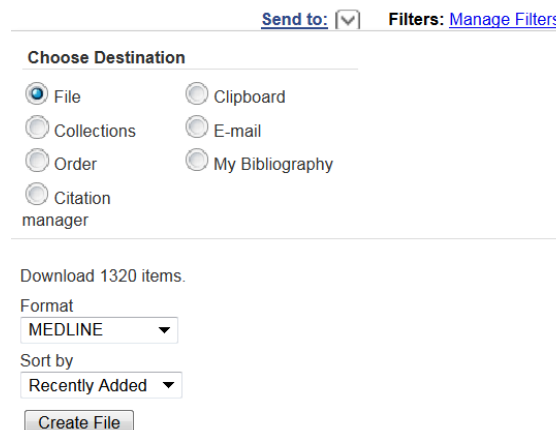 Send to: Filters: Manage Filters
Choose Destination
File Clipboard
Collections E-mail
Order My Bibliography
Citation
manager
Download 1320 items.
Format
MEDLINE
Sort by
Recently Added
Create File